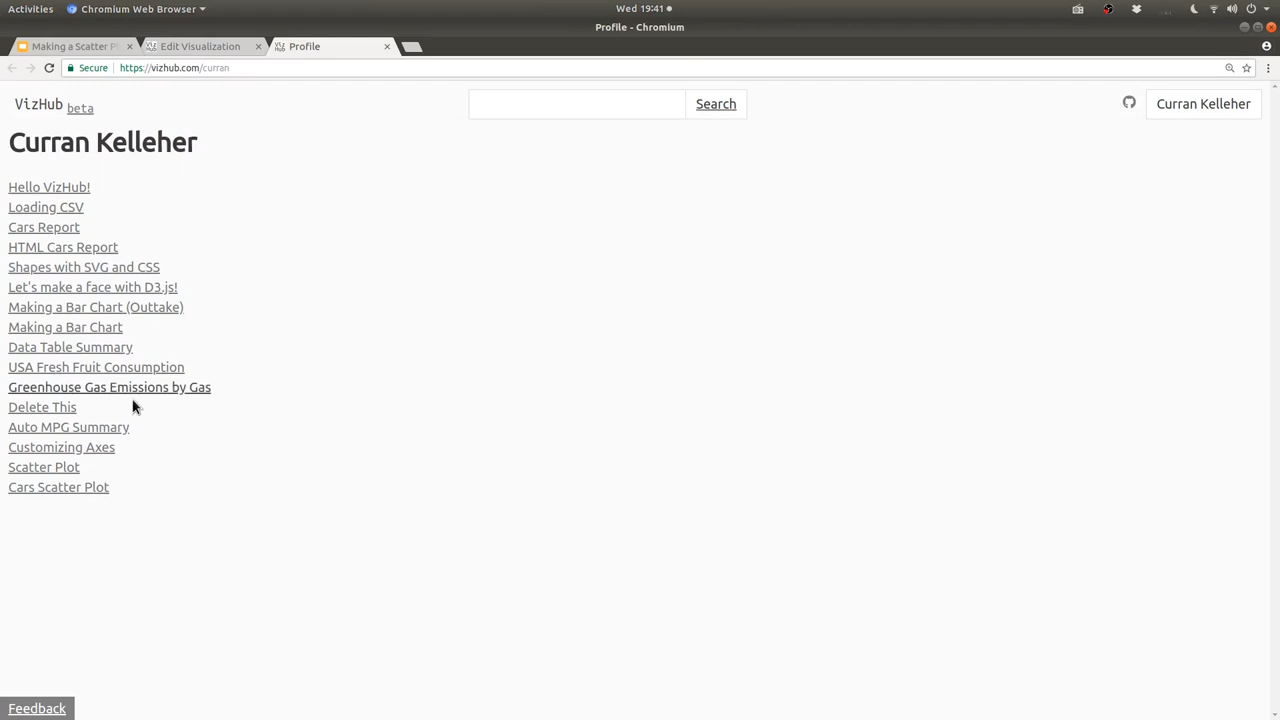 Activities
Chromium Web Browser
Wed 19:41
Profile - Chromium
Making a Scatter Pl
Edit Visualization
Profile
Secure
https://vizhub.com/curran
VizHub beta
Search
Curran Kelleher
Curran Kelleher
Hello VizHub!
Loading CSV
Cars Report
HTML Cars Report
Shapes with SVG and CSS
Let's make a face with D3.js!
Making a Bar Chart (Outtake)
Making a Bar Chart
Data Table Summary
USA Fresh Fruit Consumption
Greenhouse Gas Emissions by Gas
Delete This
Auto MPG Summary
Customizing Axes
Scatter Plot
Cars Scatter Plot
Feedback